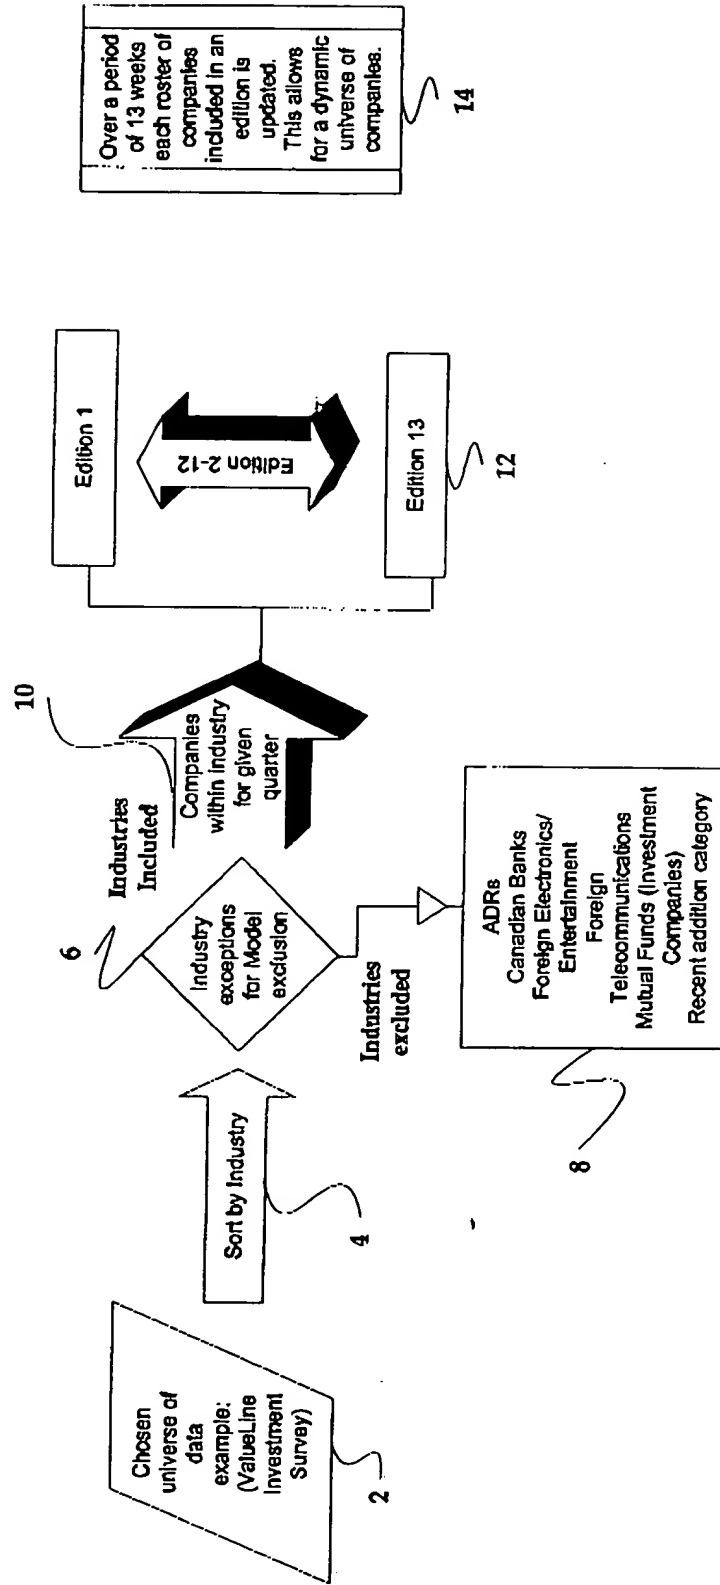 Chosen
universe of
data
example:
(ValueLine
Investment
Survey)
2
Sort by Industry
4
6
Industry
exceptions
for Model
exclusion
Industries
Included
10
Companies
within industry
for given
quarter
Industries
excluded
ADRs
Canadian Banks
Foreign Electronics/
Entertainment
Foreign
Telecommunications
Mutual Funds (Investment
Companies)
Recent addition category
8
Edition 1
Edition 2-12
Edition 13
12
Over a period
of 13 weeks
each roster of
companies
included in an
edition is
updated.
This allows
for a dynamic
universe of
companies.
14